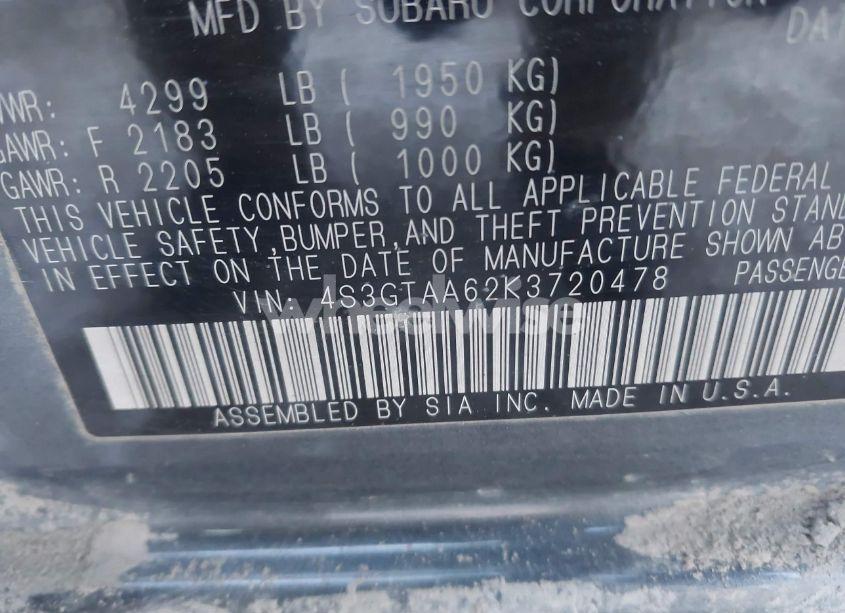 MFD BY SUBARU CORPORATION
VWR: 4299 LB ( 1950 KG)
GAWR: F 2183 LB ( 990 KG)
GAWR: R 2205 LB ( 1000 KG)
THIS VEHICLE CONFORMS TO ALL APPLICABLE FEDERAL
VEHICLE SAFETY,BUMPER,AND THEFT PREVENTION STAND
IN EFFECT ON THE DATE OF MANUFACTURE SHOWN AB
VIN: 4S3GTAA62K3720478 PASSENGE
wheelwise
ASSEMBLED BY SIA INC. MADE IN U.S.A.